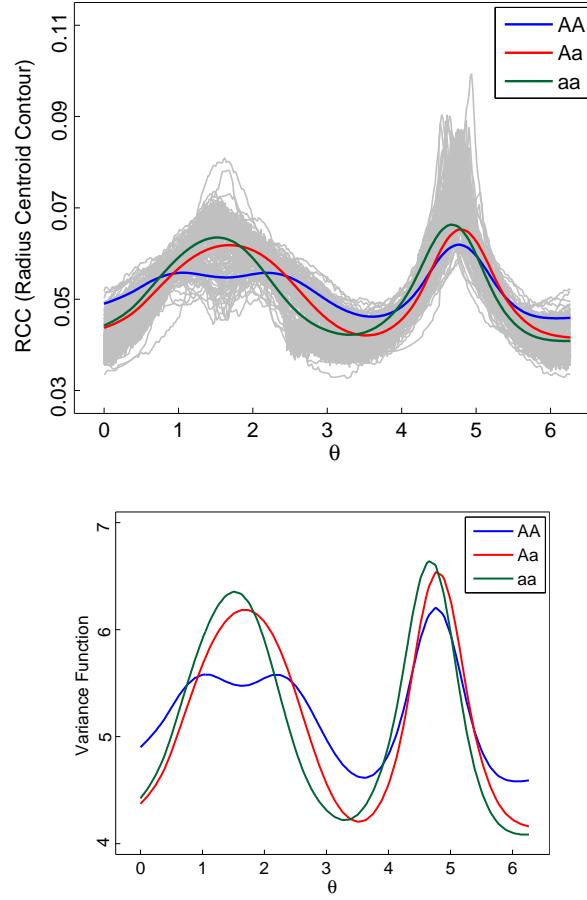 AA
Aa
aa
RCC (Radius Centroid Contour)
0.11
0.09
0.07
0.05
0.03
0 1 2 3 4 5 6
θ
AA
Aa
aa
Variance Function
7
6
5
4
0 1 2 3 4 5 6
θ